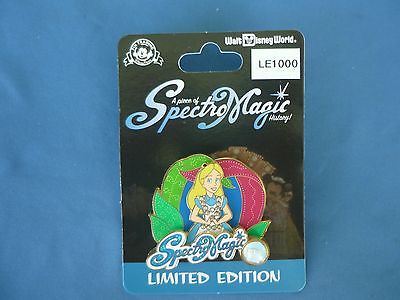 Walt Disney World.
LE1000
A piece of
SpectroMagic
History!
SpectroMagic
LIMITED EDITION